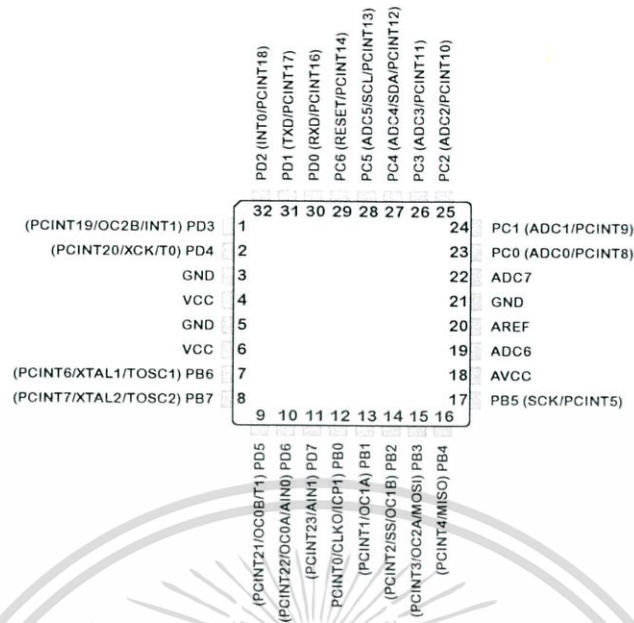 PD2 (INT0/PCINT18)
PD1 (TXD/PCINT17)
PD0 (RXD/PCINT16)
PC6 (RESET/PCINT14)
PC5 (ADC5/SCL/PCINT13)
PC4 (ADC4/SDA/PCINT12)
PC3 (ADC3/PCINT11)
PC2 (ADC2/PCINT10)
32 31 30 29 28 27 26 25
(PCINT19/OC2B/INT1) PD3 1
(PCINT20/XCK/T0) PD4 2
GND 3
VCC 4
GND 5
VCC 6
(PCINT6/XTAL1/TOSC1) PB6 7
(PCINT7/XTAL2/TOSC2) PB7 8
24 PC1 (ADC1/PCINT9)
23 PC0 (ADC0/PCINT8)
22 ADC7
21 GND
20 AREF
19 ADC6
18 AVCC
17 PB5 (SCK/PCINT5)
9 10 11 12 13 14 15 16
(PCINT21/OC0B/T1) PD5
(PCINT22/OC0A/AIN0) PD6
(PCINT23/AIN1) PD7
PCINT0/CLKO/ICP1) PB0
(PCINT1/OC1A) PB1
(PCINT2/SS/OC1B) PB2
(PCINT3/OC2A/MOSI) PB3
(PCINT4/MISO) PB4